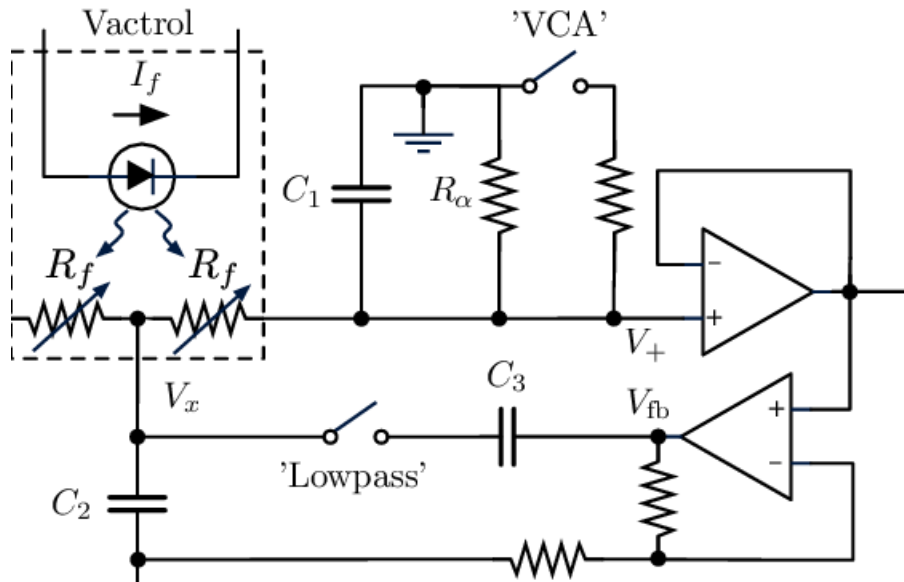 Vactrol
'VCA'
I_f
C_1
R_α
R_f
R_f
−
+
V_+
V_x
C_3
V_fb
+
−
'Lowpass'
C_2